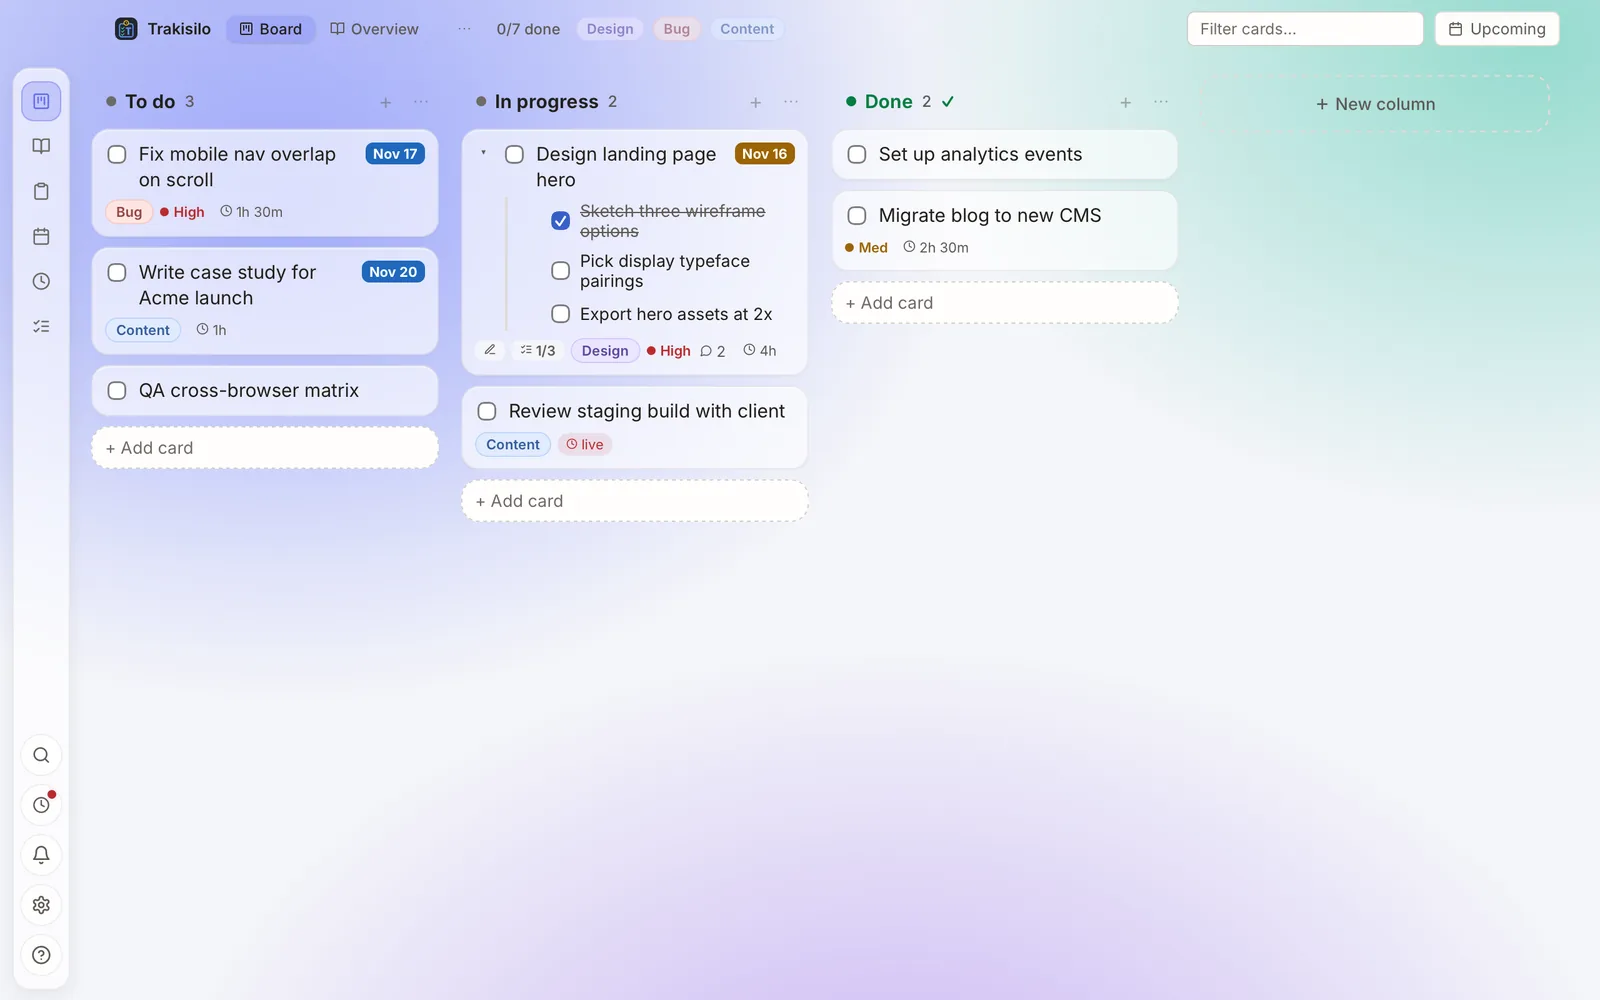 Trakisilo
Board
Overview
...
0/7 done
Design
Bug
Content
Filter cards...
Upcoming
To do 3
+ ...
Fix mobile nav overlap
on scroll
Nov 17
Bug
High
1h 30m
Write case study for
Acme launch
Nov 20
Content
1h
QA cross-browser matrix
+ Add card
In progress 2
+ ...
Design landing page
hero
Nov 16
Sketch three wireframe
options
Pick display typeface
pairings
Export hero assets at 2x
1/3
Design
High
2
4h
Review staging build with client
Content
live
+ Add card
Done 2
+ ...
Set up analytics events
Migrate blog to new CMS
Med
2h 30m
+ Add card
+ New column